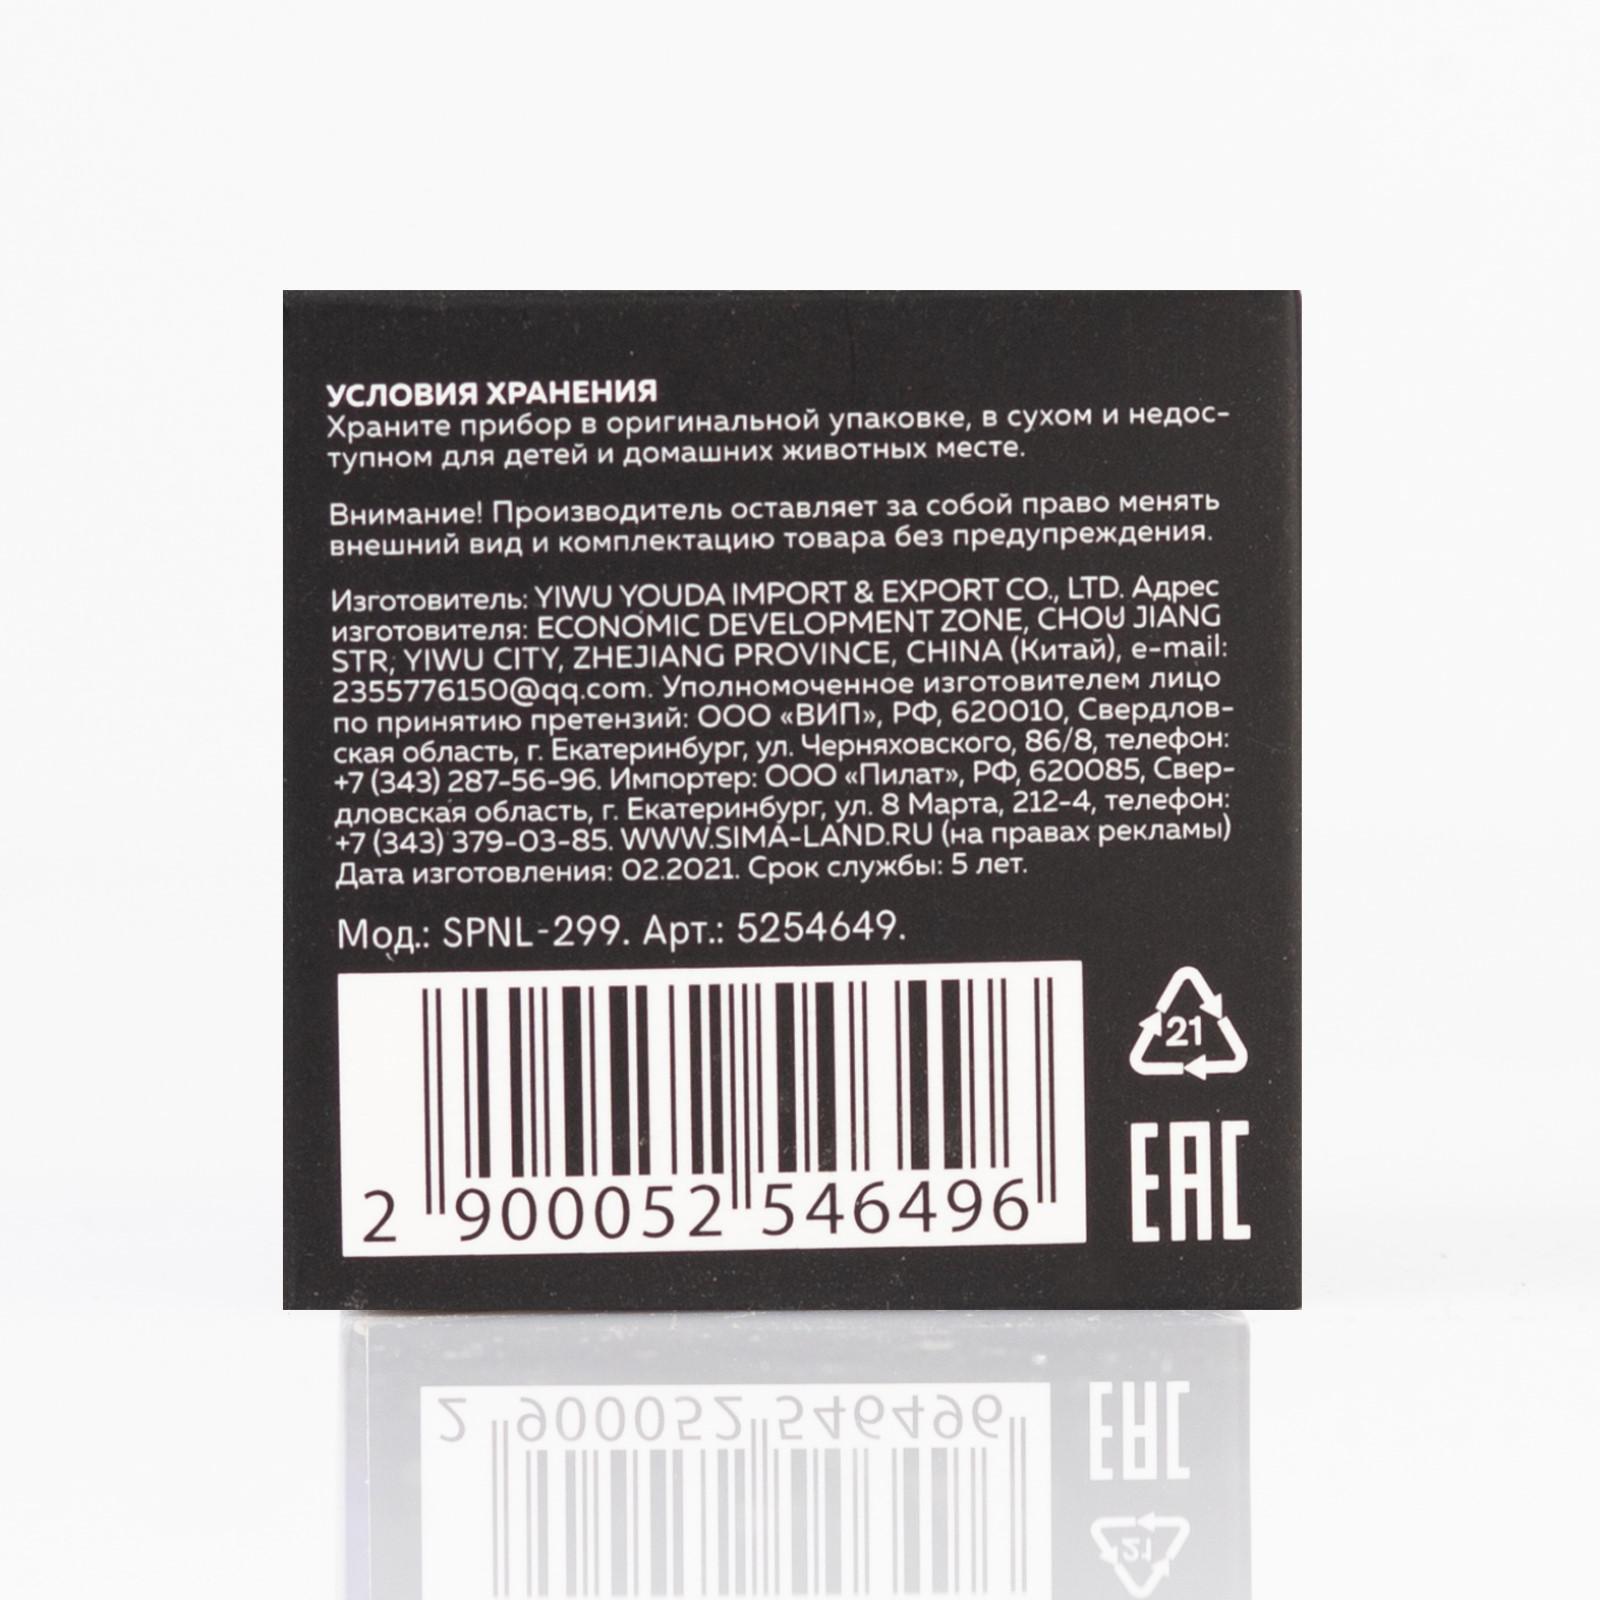 УСЛОВИЯ ХРАНЕНИЯ
Храните прибор в оригинальной упаковке, в сухом и недос-
тупном для детей и домашних животных месте.
Внимание! Производитель оставляет за собой право менять
внешний вид и комплектацию товара без предупреждения.
Изготовитель: YIWU YOUDA IMPORT & EXPORT CO., LTD. Адрес
изготовителя: ECONOMIC DEVELOPMENT ZONE, CHOU JIANG
STR, YIWU CITY, ZHEJIANG PROVINCE, CHINA (Китай), e-mail:
2355776150@qq.com. Уполномоченное изготовителем лицо
по принятию претензий: ООО «ВИП», РФ, 620010, Свердлов-
ская область, г. Екатеринбург, ул. Черняховского, 86/8, телефон:
+7 (343) 287-56-96. Импортер: ООО «Пилат», РФ, 620085, Свер-
дловская область, г. Екатеринбург, ул. 8 Марта, 212-4, телефон:
+7 (343) 379-03-85. WWW.SIMA-LAND.RU (на правах рекламы)
Дата изготовления: 02.2021. Срок службы: 5 лет.
Мод.: SPNL-299. Арт.: 5254649.
21
EAC
2 900052 546496